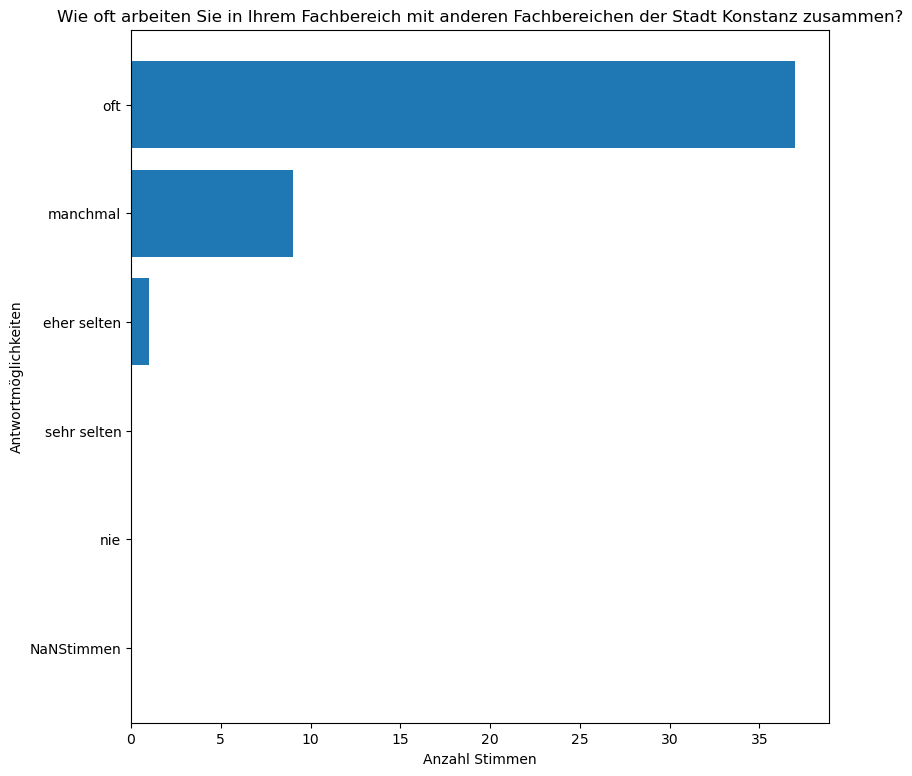 Wie oft arbeiten Sie in Ihrem Fachbereich mit anderen Fachbereichen der Stadt Konstanz zusammen?
oft
manchmal
eher selten
sehr selten
nie
NaNStimmen
Antwortmöglichkeiten
0 5 10 15 20 25 30 35
Anzahl Stimmen